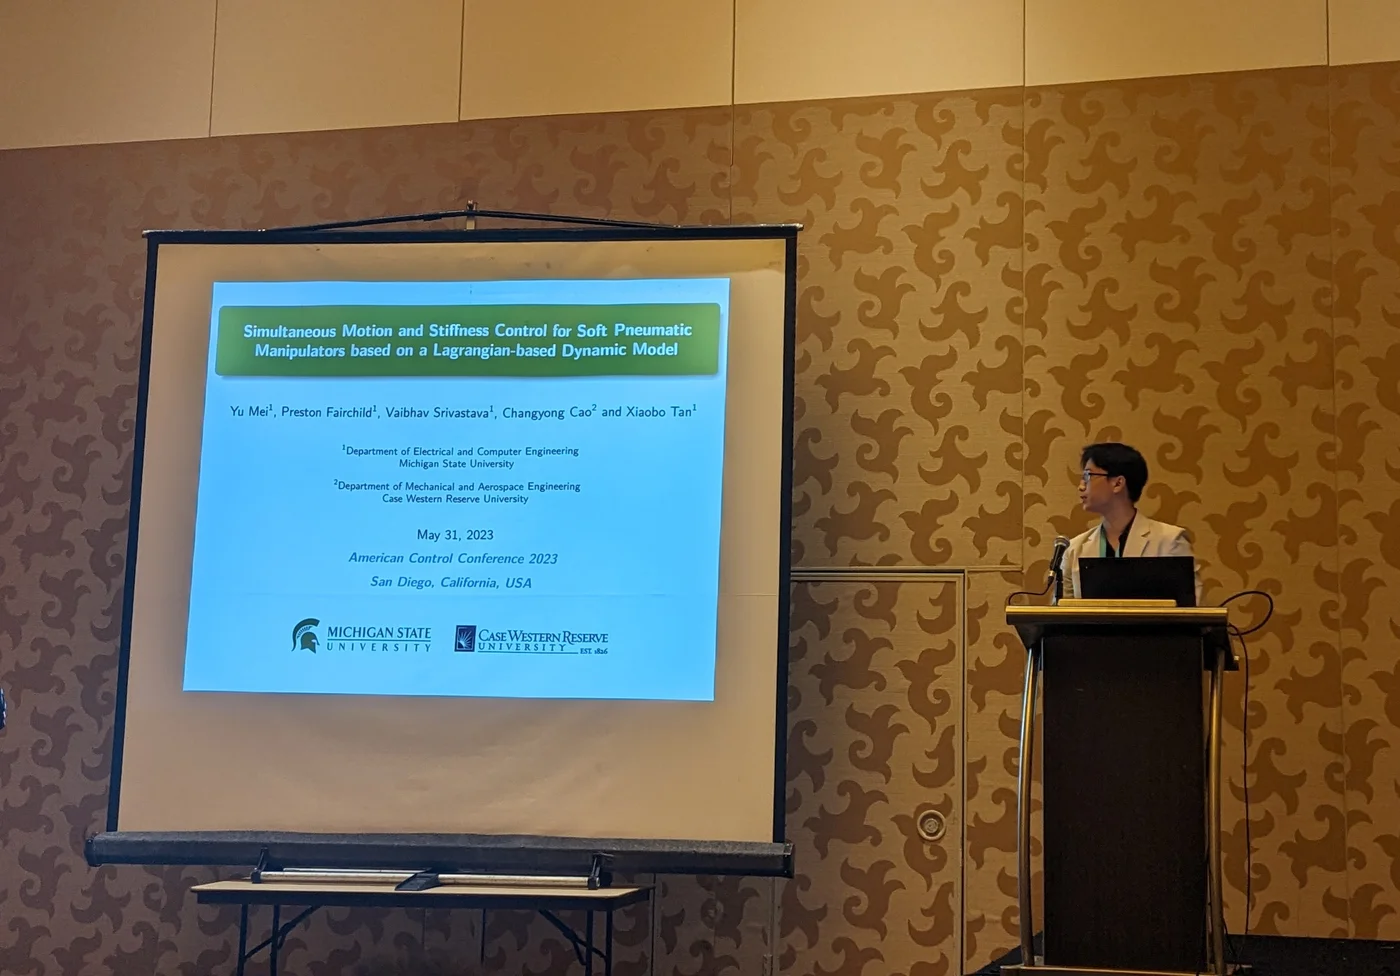 Simultaneous Motion and Stiffness Control for Soft Pneumatic
Manipulators based on a Lagrangian-based Dynamic Model
Yu Mei¹, Preston Fairchild¹, Vaibhav Srivastava¹, Changyong Cao² and Xiaobo Tan¹
¹Department of Electrical and Computer Engineering
Michigan State University
²Department of Mechanical and Aerospace Engineering
Case Western Reserve University
May 31, 2023
American Control Conference 2023
San Diego, California, USA
MICHIGAN STATE
UNIVERSITY
CASE WESTERN RESERVE
UNIVERSITY EST. 1826